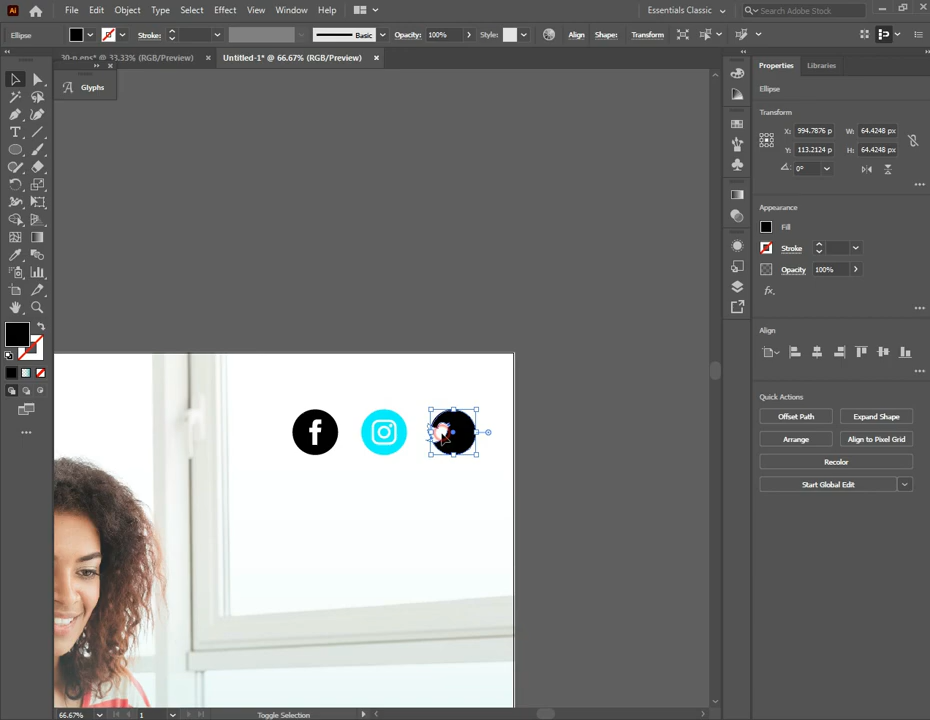 Ai File Edit Object Type Select Effect View Window Help Essentials Classic Search Adobe Stock
Ellipse Stroke: Basic Opacity: 100% Style: Align Shape: Transform
30-p.eps* @ 33.33% (RGB/Preview) × Untitled-1* @ 66.67% (RGB/Preview) ×
Glyphs
Properties Libraries
Ellipse
Transform
X: 994.7876 p W: 64.4248 px
Y: 113.2124 p H: 64.4248 px
0°
Appearance
Fill
Stroke
Opacity 100%
fx.
Align
Quick Actions
Offset Path Expand Shape
Arrange Align to Pixel Grid
Recolor
Start Global Edit
66.67% 1 Toggle Selection